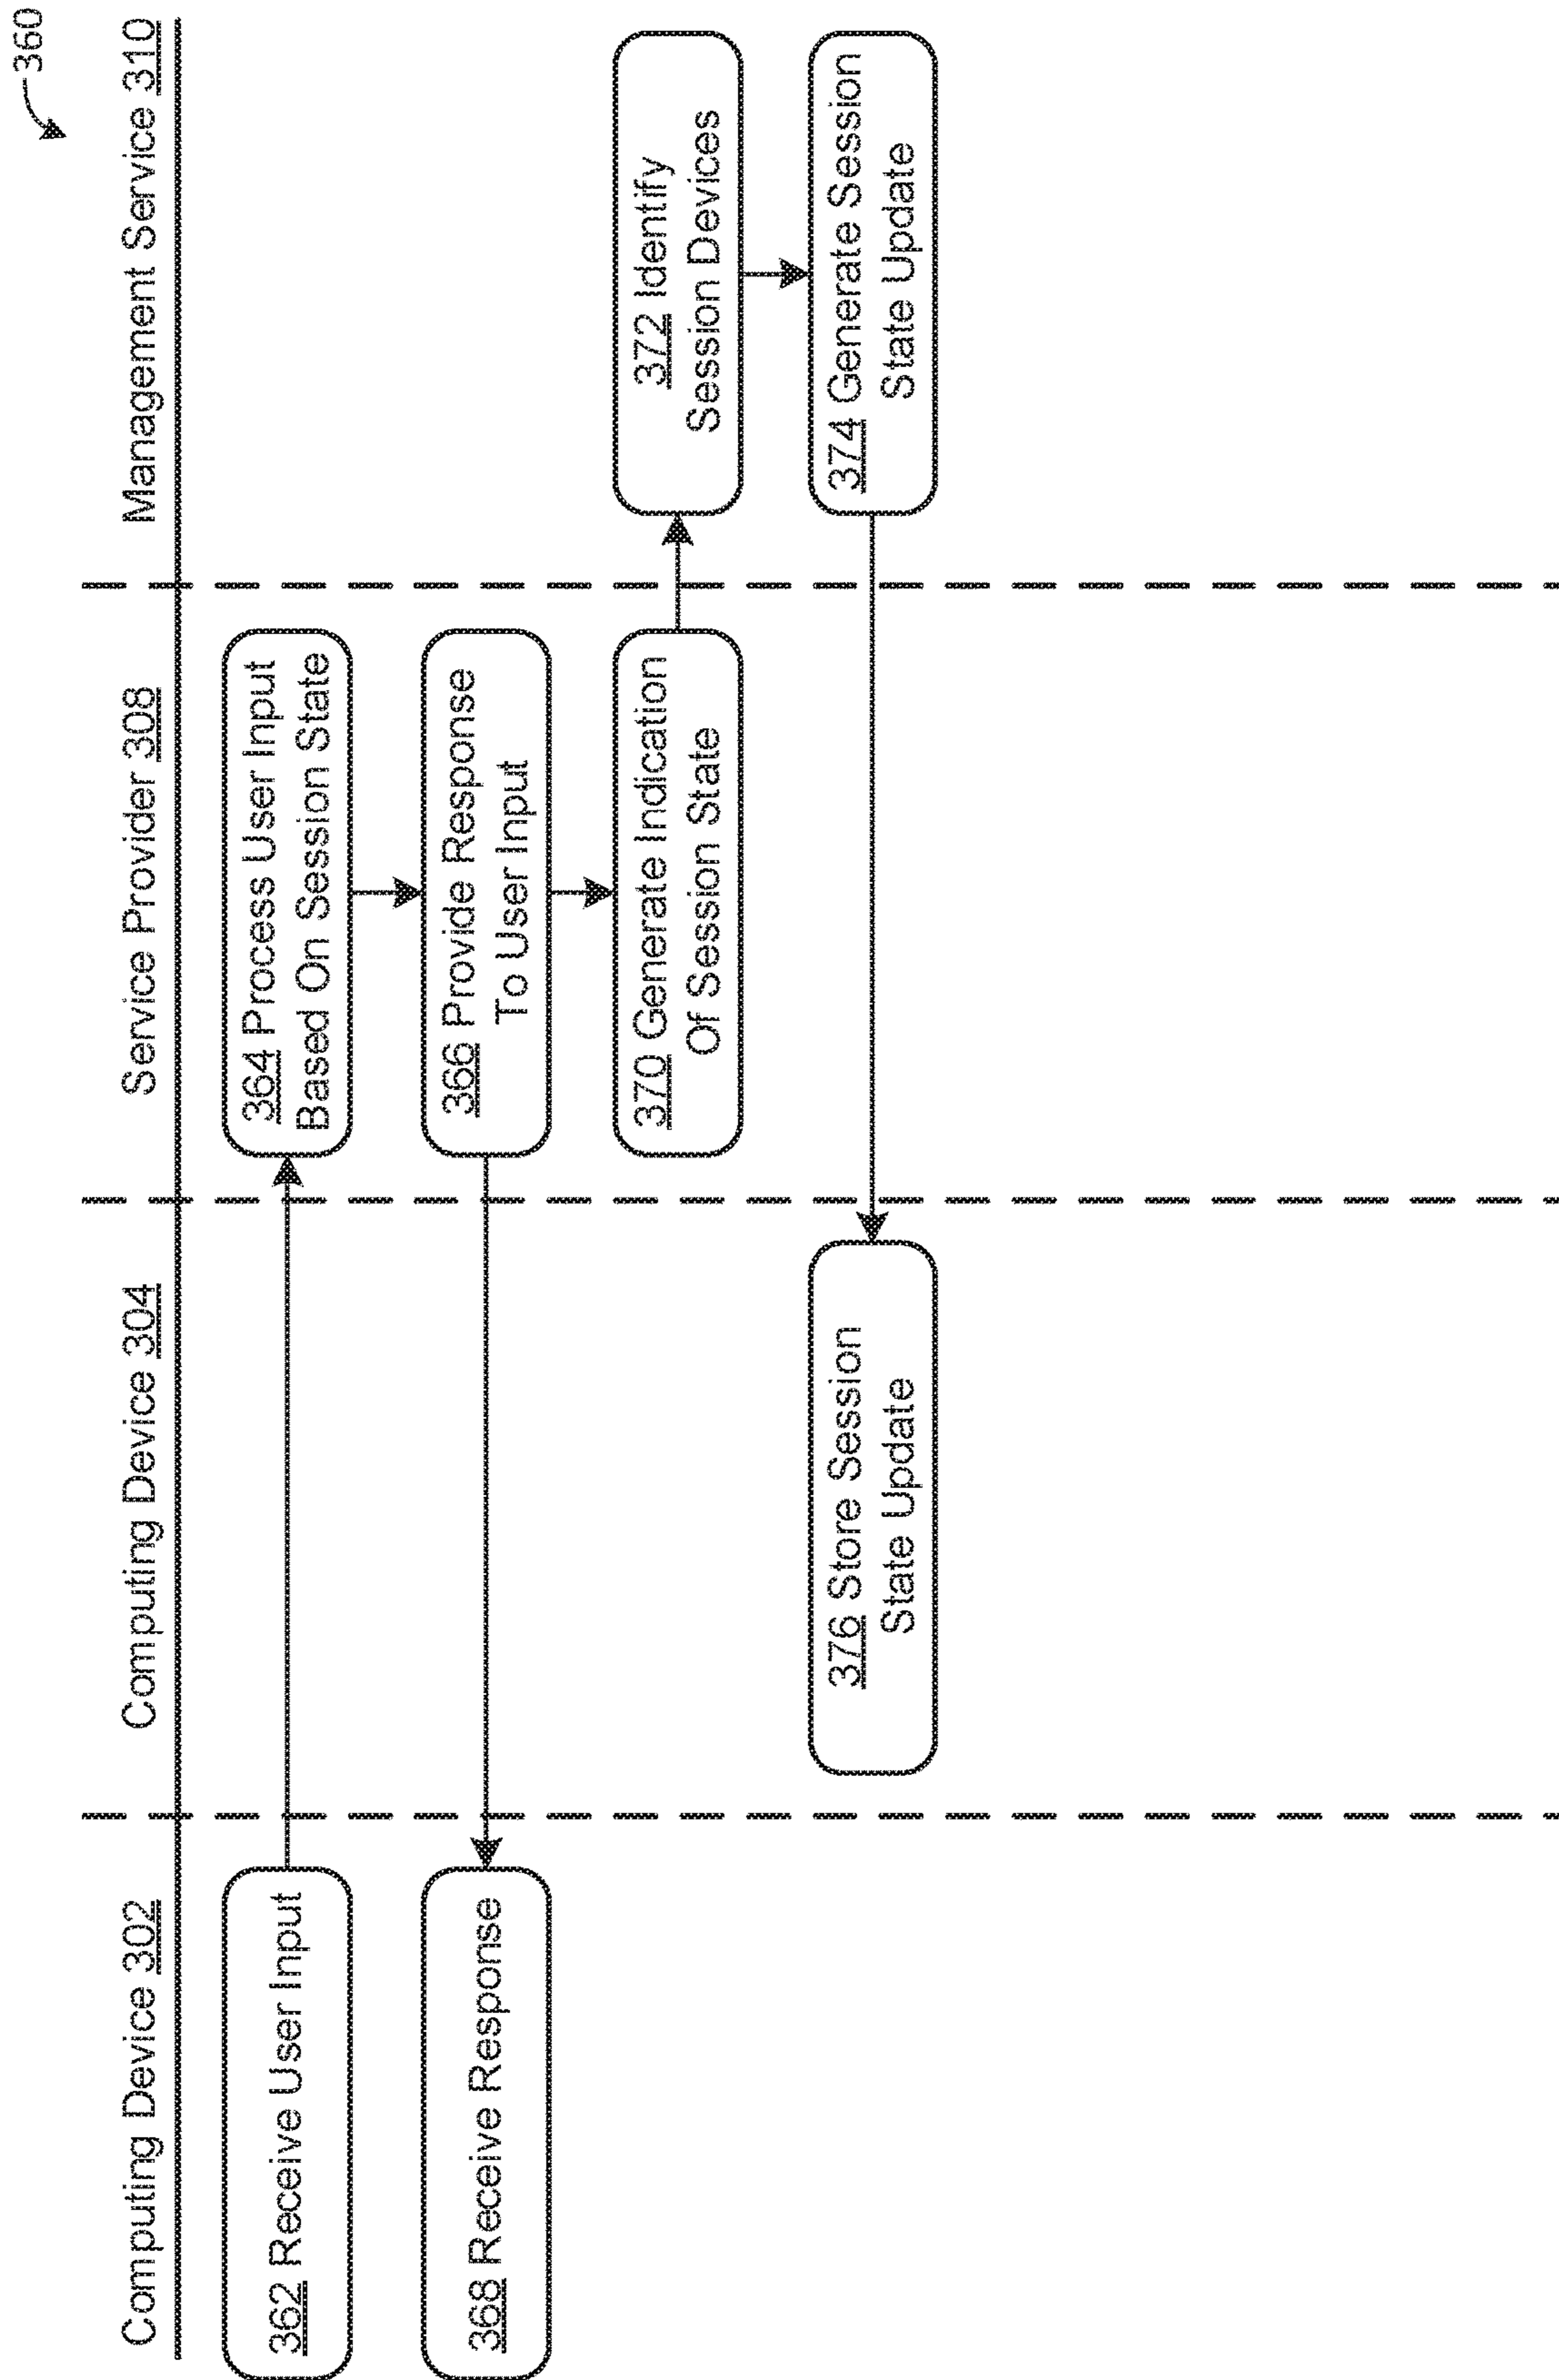 360
Computing Device 302
Computing Device 304
Service Provider 308
Management Service 310
362 Receive User Input
364 Process User Input
Based On Session State
368 Receive Response
366 Provide Response
To User Input
370 Generate Indication
Of Session State
372 Identify
Session Devices
376 Store Session
State Update
374 Generate Session
State Update